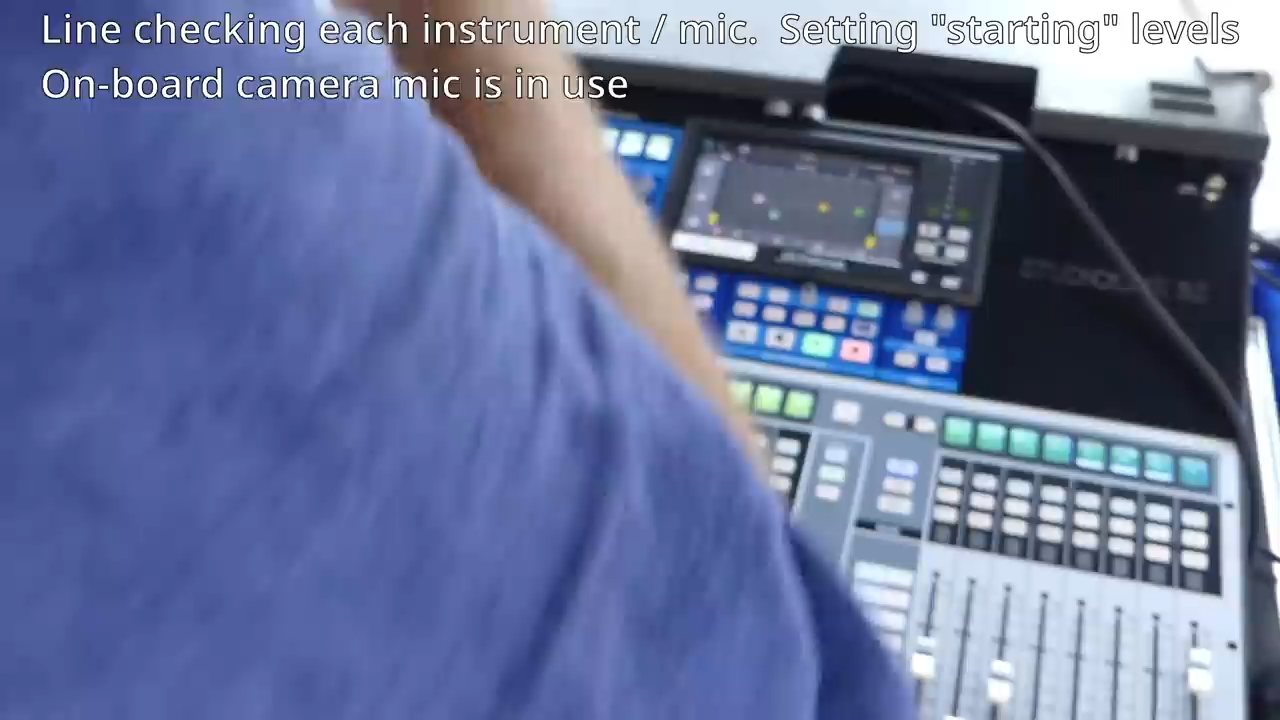 Line checking each instrument / mic.  Setting "starting" levels
On-board camera mic is in use